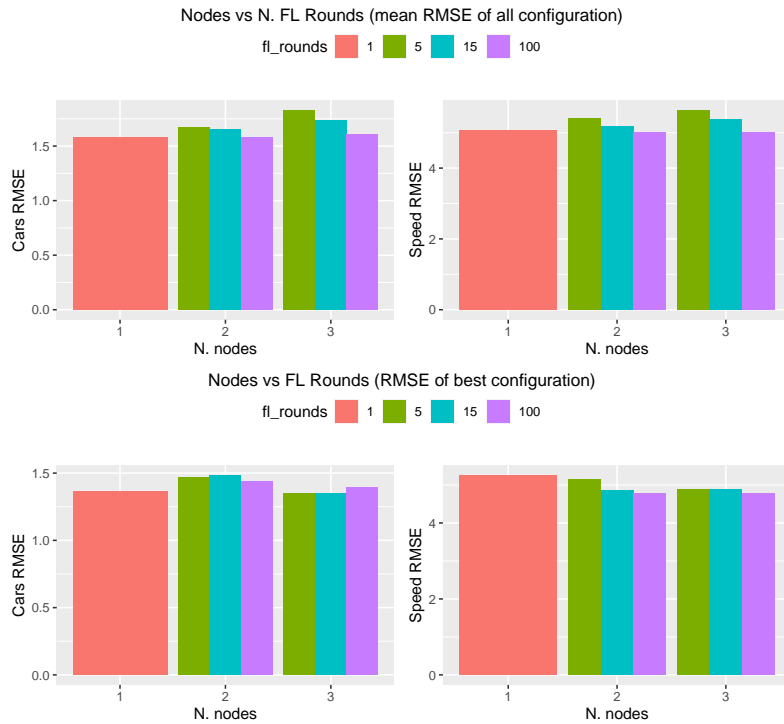 Nodes vs N. FL Rounds (mean RMSE of all configuration)
fl_rounds 1 5 15 100
Cars RMSE
1.5
1.0
0.5
0.0
1 2 3
N. nodes
Speed RMSE
4
2
0
1 2 3
N. nodes
Nodes vs FL Rounds (RMSE of best configuration)
fl_rounds 1 5 15 100
Cars RMSE
1.5
1.0
0.5
0.0
1 2 3
N. nodes
Speed RMSE
4
2
0
1 2 3
N. nodes